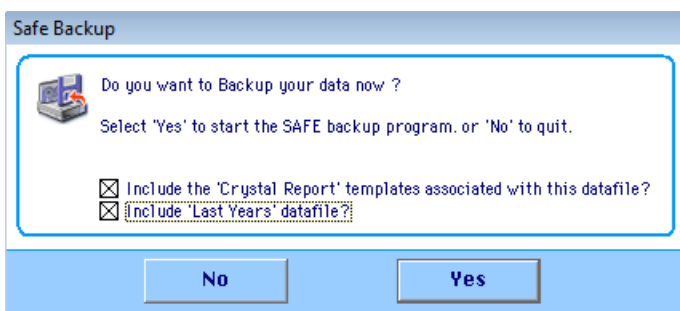 Safe Backup
Do you want to Backup your data now ?
Select 'Yes' to start the SAFE backup program. or 'No' to quit.
Include the 'Crystal Report' templates associated with this datafile?
Include 'Last Years' datafile?
No Yes